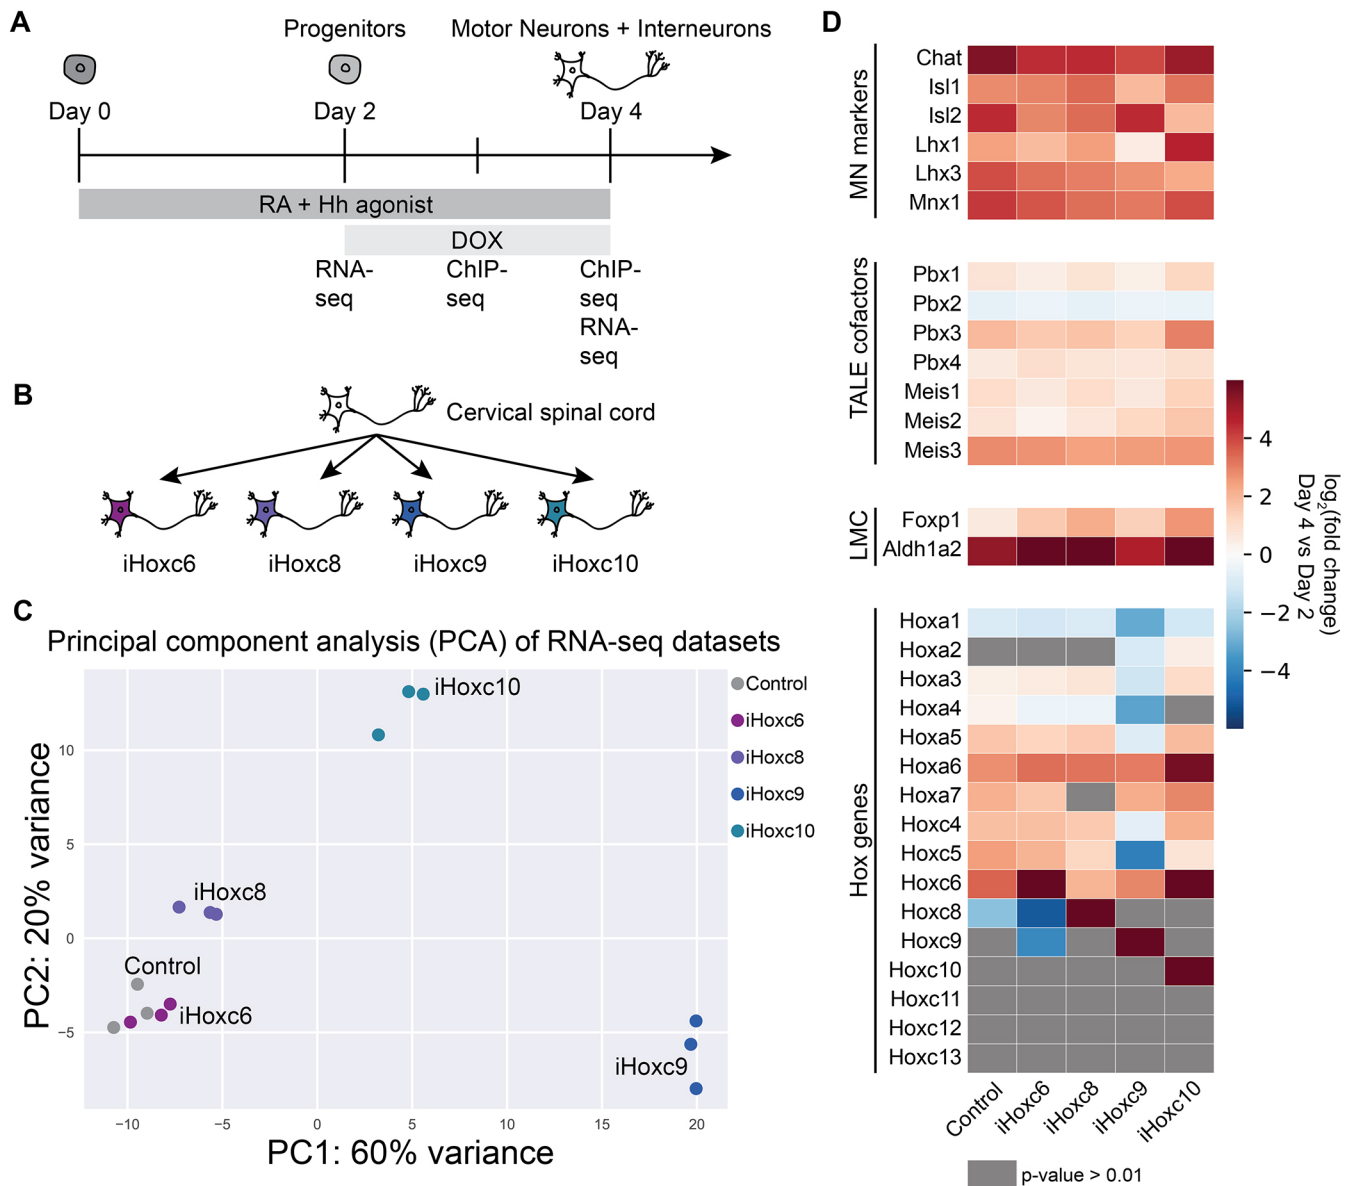 A
Progenitors
Motor Neurons + Interneurons
Day 0
Day 2
Day 4
RA + Hh agonist
DOX
RNA-
seq
ChIP-
seq
ChIP-
seq
RNA-
seq
B
Cervical spinal cord
iHoxc6
iHoxc8
iHoxc9
iHoxc10
C
Principal component analysis (PCA) of RNA-seq datasets
PC2: 20% variance
10
5
0
−5
−10
−5
0
5
10
15
20
PC1: 60% variance
iHoxc10
iHoxc8
Control
iHoxc6
iHoxc9
Control
iHoxc6
iHoxc8
iHoxc9
iHoxc10
D
MN markers
Chat
Isl1
Isl2
Lhx1
Lhx3
Mnx1
TALE cofactors
Pbx1
Pbx2
Pbx3
Pbx4
Meis1
Meis2
Meis3
LMC
Foxp1
Aldh1a2
Hox genes
Hoxa1
Hoxa2
Hoxa3
Hoxa4
Hoxa5
Hoxa6
Hoxa7
Hoxc4
Hoxc5
Hoxc6
Hoxc8
Hoxc9
Hoxc10
Hoxc11
Hoxc12
Hoxc13
Control
iHoxc6
iHoxc8
iHoxc9
iHoxc10
p-value > 0.01
4
2
0
−2
−4
log2(fold change)
Day 4 vs Day 2